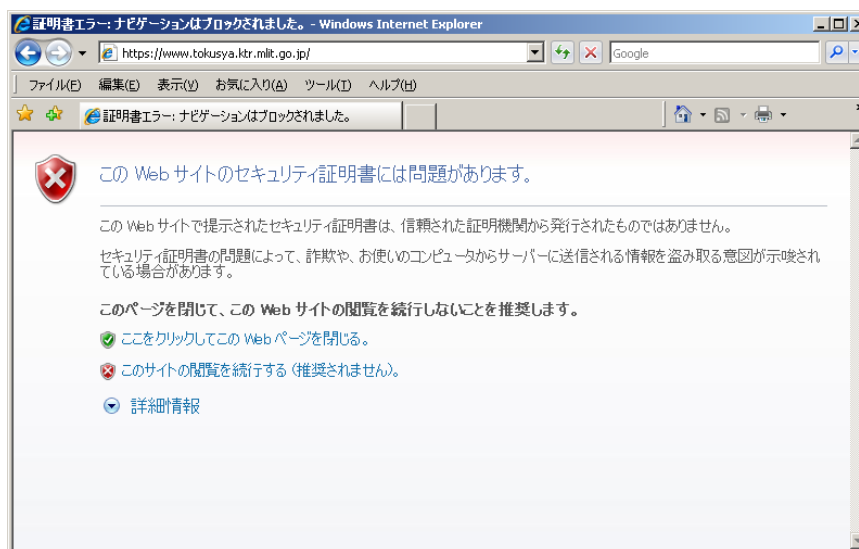 証明書エラー: ナビゲーションはブロックされました。 - Windows Internet Explorer
https://www.tokusya.ktr.mlit.go.jp/
Google
ファイル(F) 編集(E) 表示(V) お気に入り(A) ツール(T) ヘルプ(H)
証明書エラー: ナビゲーションはブロックされました。
この Web サイトのセキュリティ証明書には問題があります。
この Web サイトで提示されたセキュリティ証明書は、信頼された証明機関から発行されたものではありません。
セキュリティ証明書の問題によって、詐欺や、お使いのコンピュータからサーバーに送信される情報を盗み取る意図が示唆され
ている場合があります。
このページを閉じて、この Web サイトの閲覧を続行しないことを推奨します。
ここをクリックしてこの Web ページを閉じる。
このサイトの閲覧を続行する (推奨されません)。
詳細情報